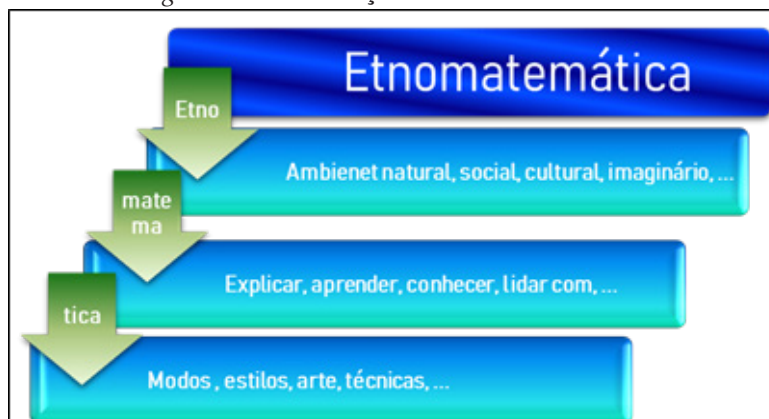 Etnomatemática
Etno
Ambienet natural, social, cultural, imaginário, ...
mate
ma
Explicar, aprender, conhecer, lidar com, ...
tica
Modos , estilos, arte, técnicas, ...